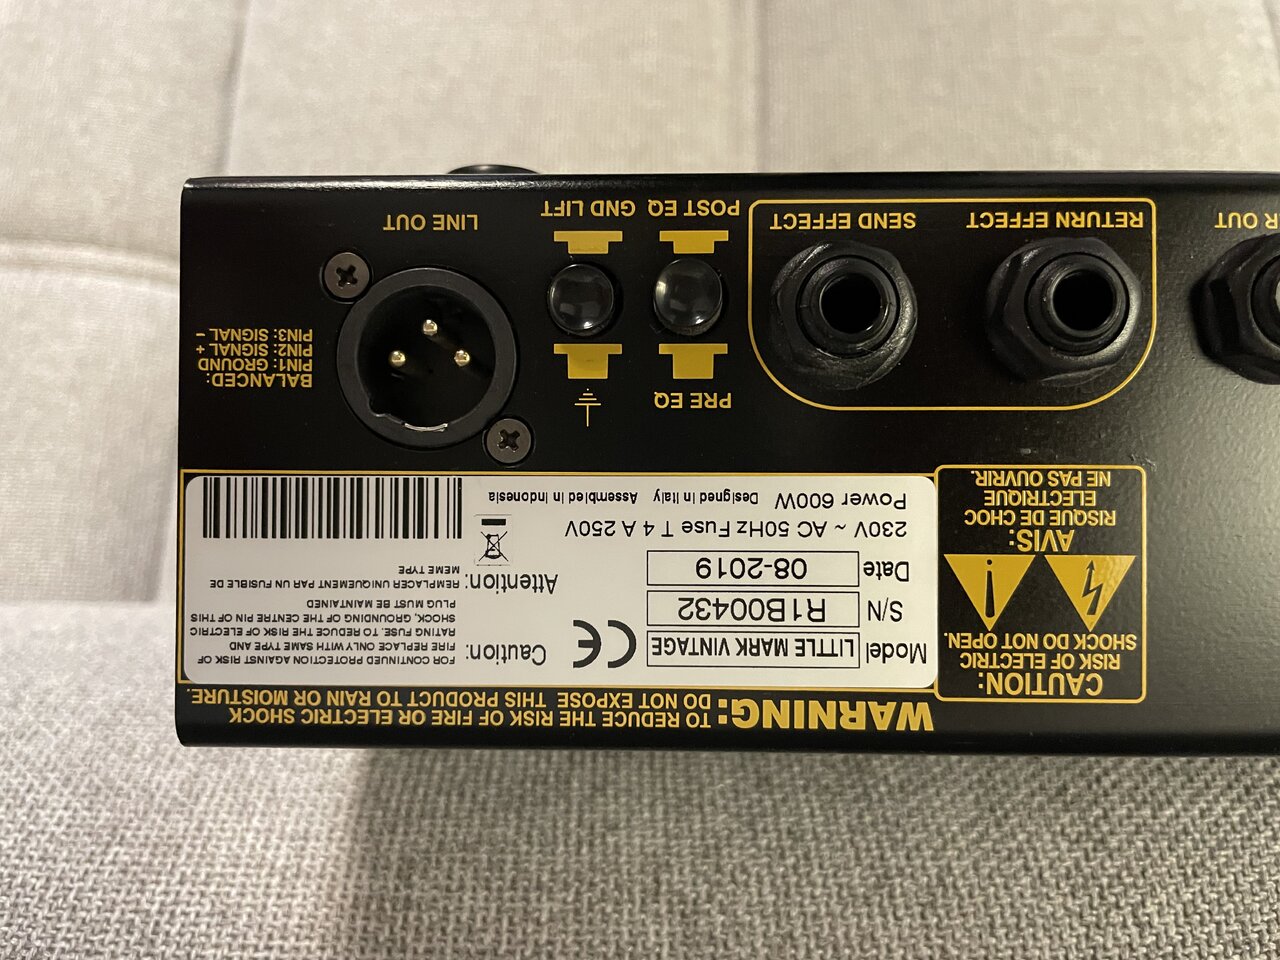 WARNING:
TO REDUCE THE RISK OF FIRE OR ELECTRIC SHOCK
DO NOT EXPOSE THIS PRODUCT TO RAIN OR MOISTURE.
CAUTION:
RISK OF ELECTRIC
SHOCK DO NOT OPEN.
AVIS:
RISQUE DE CHOC
ELECTRIQUE
NE PAS OUVRIR.
Model LITTLE MARK VINTAGE
S/N R1B00432
Date 08-2019
230V ~ AC 50Hz Fuse T 4 A 250V
Power 600W Designed in Italy Assembled in Indonesia
CE
Caution:
FOR CONTINUED PROTECTION AGAINST RISK OF
FIRE REPLACE ONLY WITH SAME TYPE AND
RATING FUSE. TO REDUCE THE RISK OF ELECTRIC
SHOCK, GROUNDING OF THE CENTRE PIN OF THIS
PLUG MUST BE MAINTAINED
Attention:
REMPLACER UNIQUEMENT PAR UN FUSIBLE DE
MEME TYPE
PRE EQ
POST EQ
GND LIFT
BALANCED:
PIN1: GROUND
PIN2: SIGNAL +
PIN3: SIGNAL -
R OUT
RETURN EFFECT
SEND EFFECT
LINE OUT